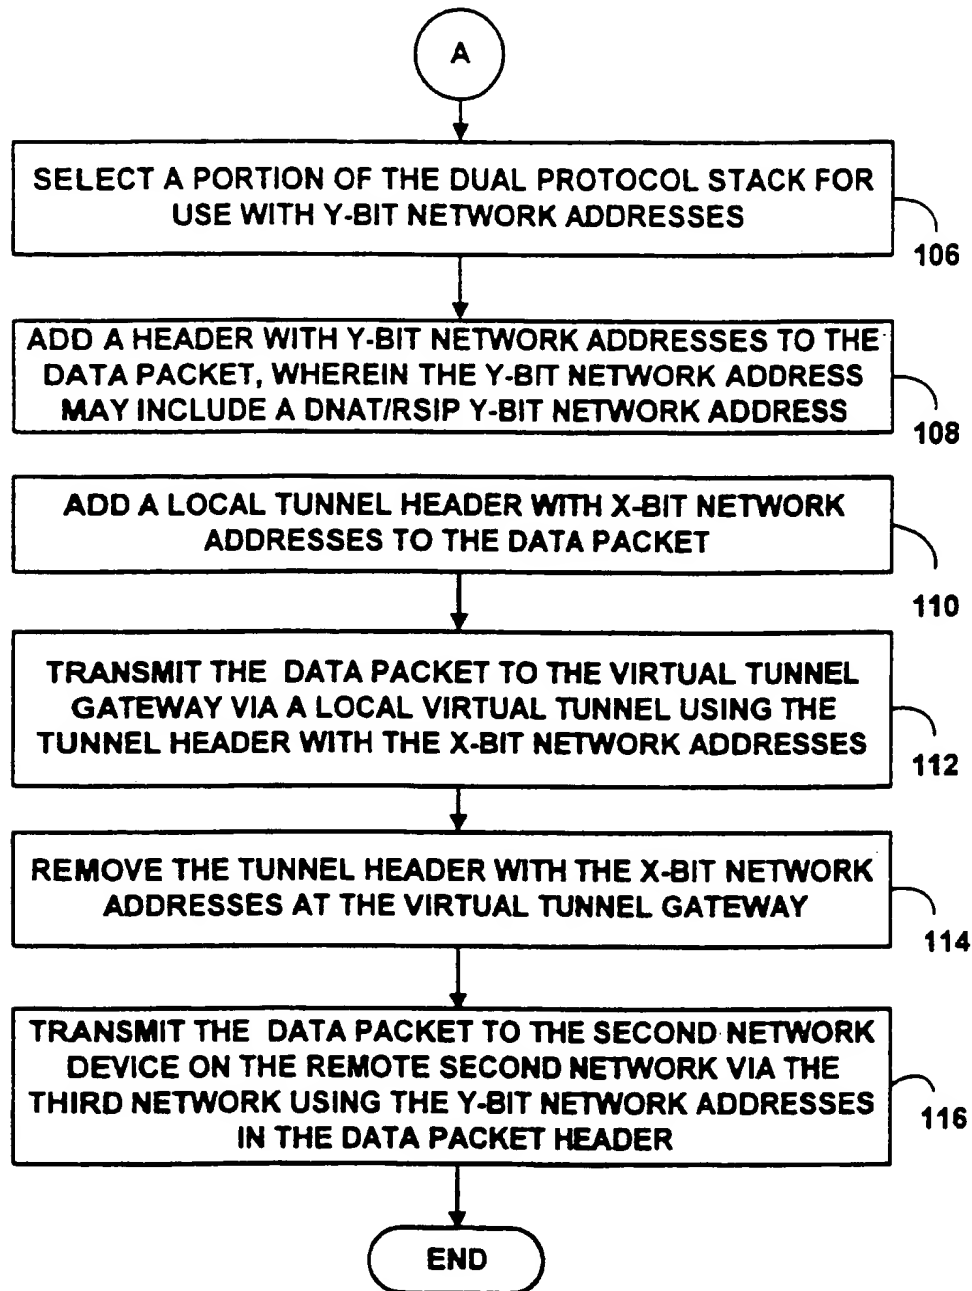 A
SELECT A PORTION OF THE DUAL PROTOCOL STACK FOR
USE WITH Y-BIT NETWORK ADDRESSES
106
ADD A HEADER WITH Y-BIT NETWORK ADDRESSES TO THE
DATA PACKET, WHEREIN THE Y-BIT NETWORK ADDRESS
MAY INCLUDE A DNAT/RSIP Y-BIT NETWORK ADDRESS
108
ADD A LOCAL TUNNEL HEADER WITH X-BIT NETWORK
ADDRESSES TO THE DATA PACKET
110
TRANSMIT THE DATA PACKET TO THE VIRTUAL TUNNEL
GATEWAY VIA A LOCAL VIRTUAL TUNNEL USING THE
TUNNEL HEADER WITH THE X-BIT NETWORK ADDRESSES
112
REMOVE THE TUNNEL HEADER WITH THE X-BIT NETWORK
ADDRESSES AT THE VIRTUAL TUNNEL GATEWAY
114
TRANSMIT THE DATA PACKET TO THE SECOND NETWORK
DEVICE ON THE REMOTE SECOND NETWORK VIA THE
THIRD NETWORK USING THE Y-BIT NETWORK ADDRESSES
IN THE DATA PACKET HEADER
116
END